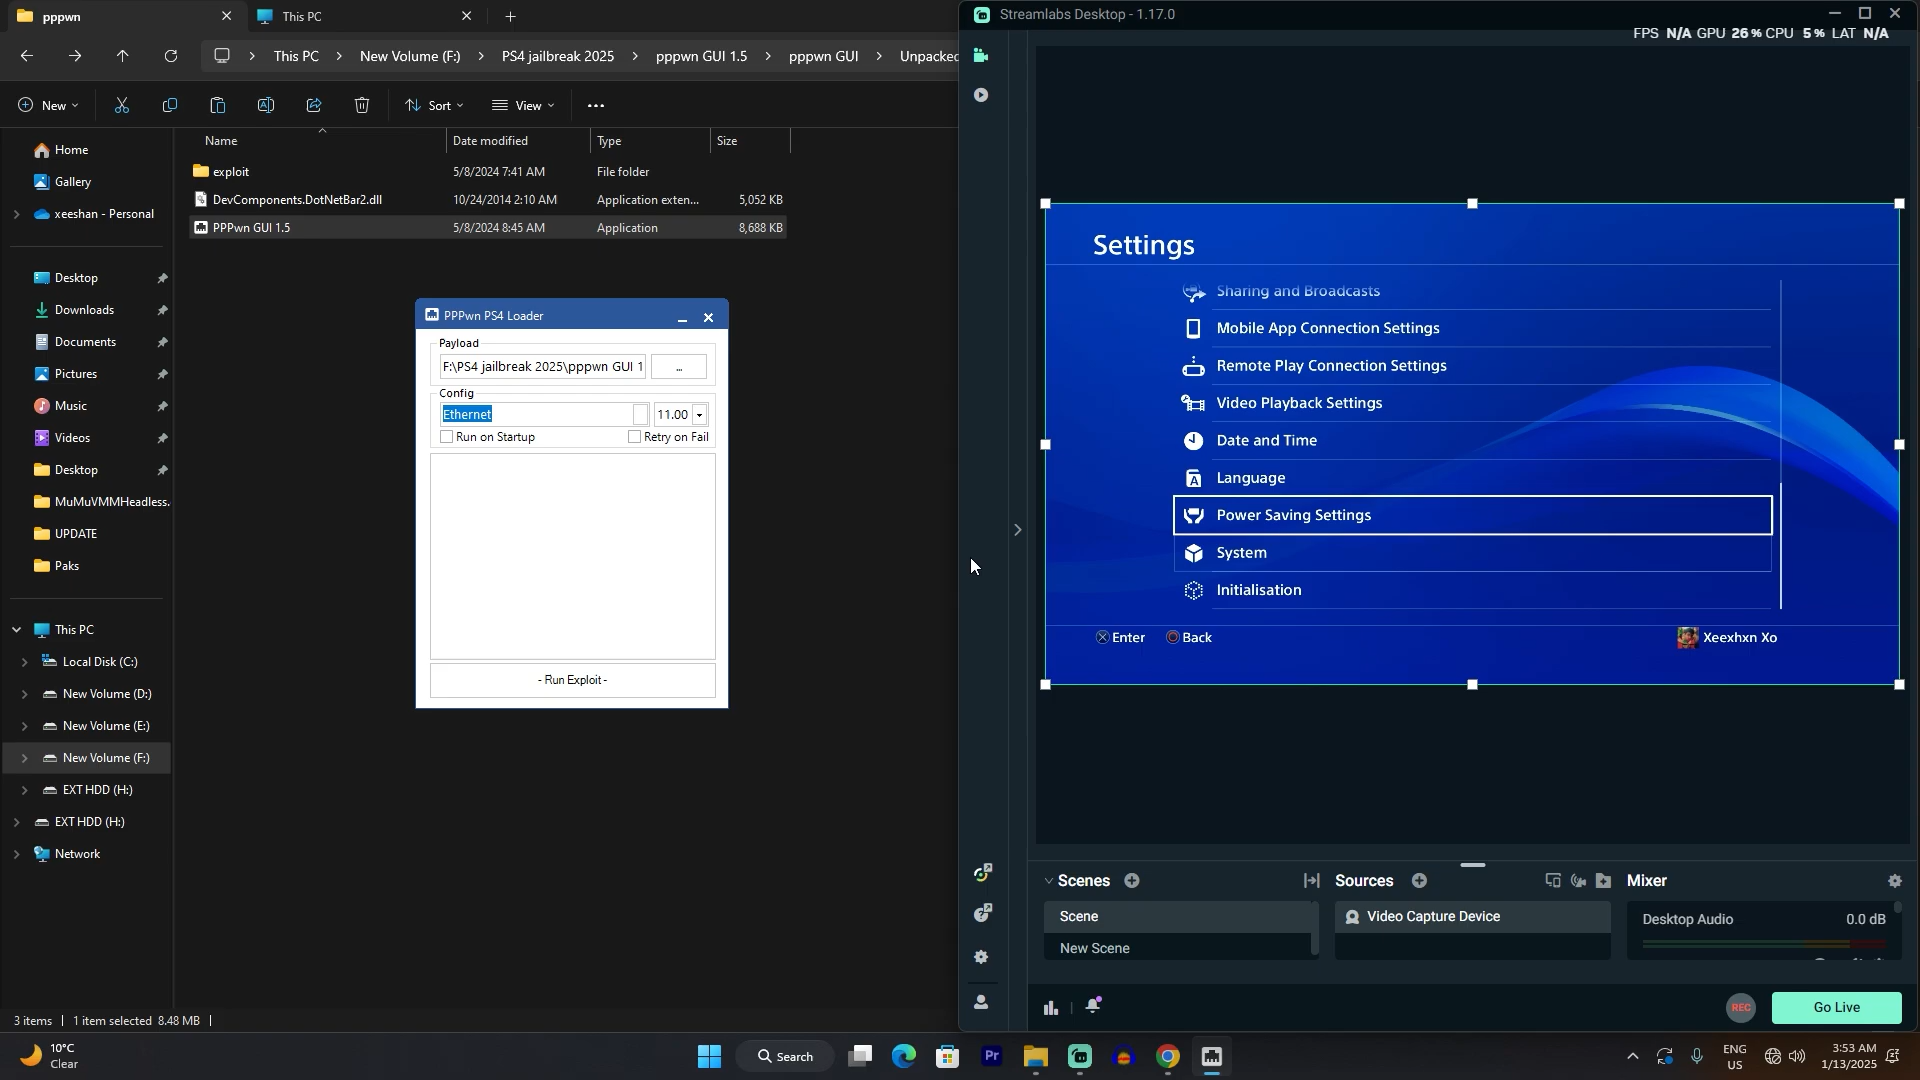 pppwn
This PC
Streamlabs Desktop - 1.17.0
FPS N/A GPU 26% CPU 5% LAT N/A
This PC > New Volume (F:) > PS4 jailbreak 2025 > pppwn GUI 1.5 > pppwn GUI > Unpacked
New
Sort
View
Name
Date modified
Type
Size
exploit 5/8/2024 7:41 AM File folder
DevComponents.DotNetBar2.dll 10/24/2014 2:10 AM Application exten... 5,052 KB
PPPwn GUI 1.5 5/8/2024 8:45 AM Application 8,688 KB
Home
Gallery
xeeshan - Personal
Desktop
Downloads
Documents
Pictures
Music
Videos
Desktop
MuMuVMMHeadless.
UPDATE
Paks
This PC
Local Disk (C:)
New Volume (D:)
New Volume (E:)
New Volume (F:)
EXT HDD (H:)
EXT HDD (H:)
Network
3 items
1 item selected 8.48 MB
PPPwn PS4 Loader
Payload
F:\PS4 jailbreak 2025\pppwn GUI 1
...
Config
Ethernet
11.00
Run on Startup
Retry on Fail
- Run Exploit -
Settings
Sharing and Broadcasts
Mobile App Connection Settings
Remote Play Connection Settings
Video Playback Settings
Date and Time
Language
Power Saving Settings
System
Initialisation
Enter
Back
Xeexhxn Xo
Scenes
Scene
New Scene
Sources
Video Capture Device
Mixer
Desktop Audio 0.0 dB
REC
Go Live
10°C
Clear
Search
Pr
ENG
US
3:53 AM
1/13/2025